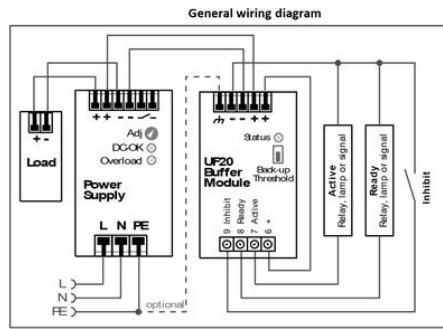 General wiring diagram
+ + - -
- - + +
+ -
Load
Adj
DC-OK
Overload
Power
Supply
L N PE
Status
UF20
Buffer
Module
Back-up
Threshold
9 Inhibit
8 Ready
7 Active
6 +
Active
Relay, lamp or signal
Ready
Relay, lamp or signal
Inhibit
L
N
PE
optional